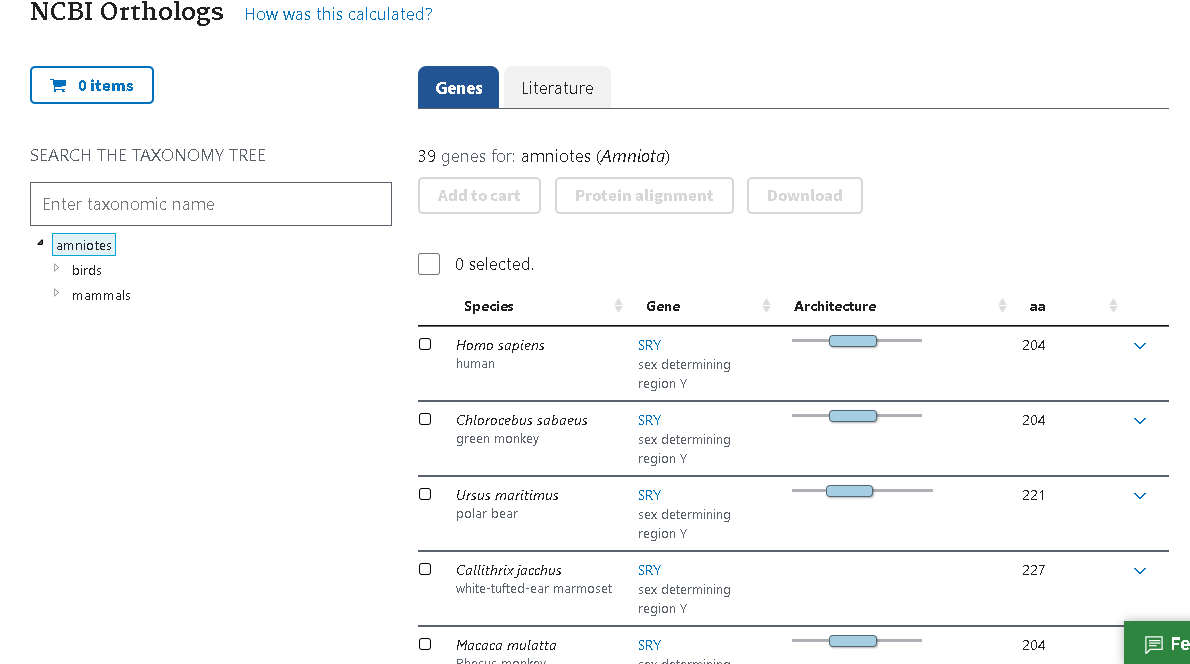 NCBI Orthologs How was this calculated?
0 items
Genes Literature
SEARCH THE TAXONOMY TREE
39 genes for: amniotes (Amniota)
Enter taxonomic name
Add to cart Protein alignment Download
amniotes
birds
mammals
0 selected.
Species Gene Architecture aa
Homo sapiens SRY 204
human sex determining
region Y
Chlorocebus sabaeus SRY 204
green monkey sex determining
region Y
Ursus maritimus SRY 221
polar bear sex determining
region Y
Callithrix jacchus SRY 227
white-tufted-ear marmoset sex determining
region Y
Macaca mulatta SRY 204
Rhesus monkey sex determining
Fe